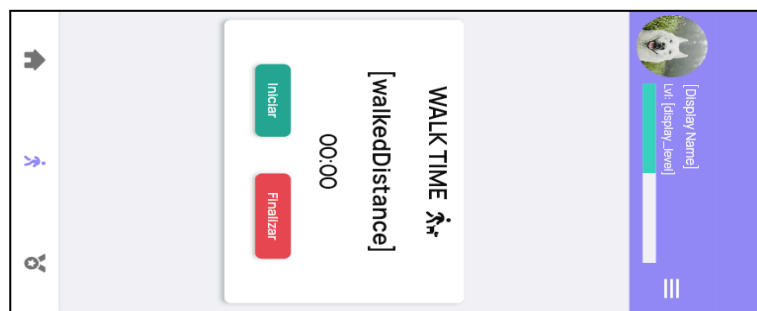 [Display Name]
Lvl: [display_level]
WALK TIME
[walkedDistance]
00:00
Iniciar Finalizar